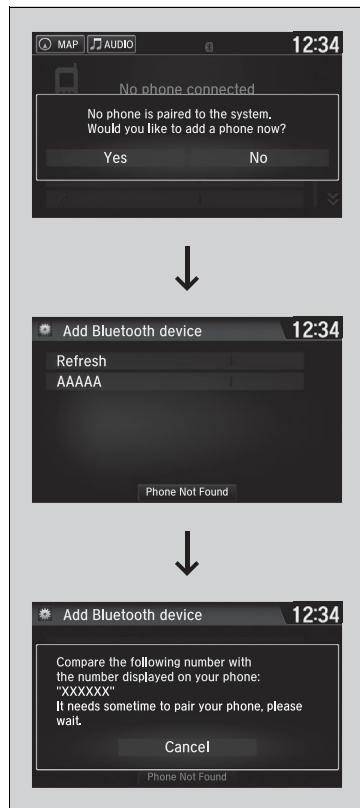 MAP AUDIO 12:34
No phone connected
No phone is paired to the system.
Would you like to add a phone now?
Yes No
Add Bluetooth device 12:34
Refresh
AAAAA
Phone Not Found
Add Bluetooth device 12:34
Compare the following number with
the number displayed on your phone:
"XXXXXX"
It needs sometime to pair your phone, please
wait.
Cancel
Phone Not Found